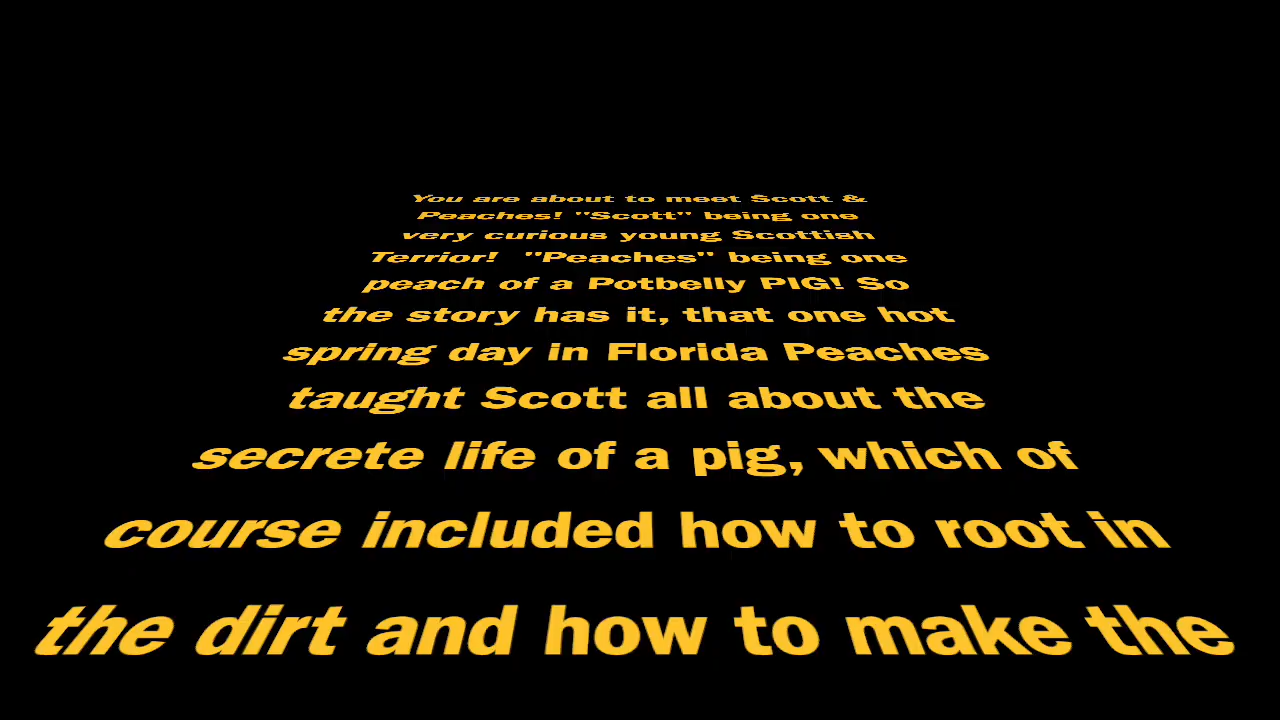 You are about to meet Scott &
Peaches! "Scott" being one
very curious young Scottish
Terrior!  "Peaches" being one
peach of a Potbelly PIG! So
the story has it, that one hot
spring day in Florida Peaches
taught Scott all about the
secrete life of a pig, which of
course included how to root in
the dirt and how to make the